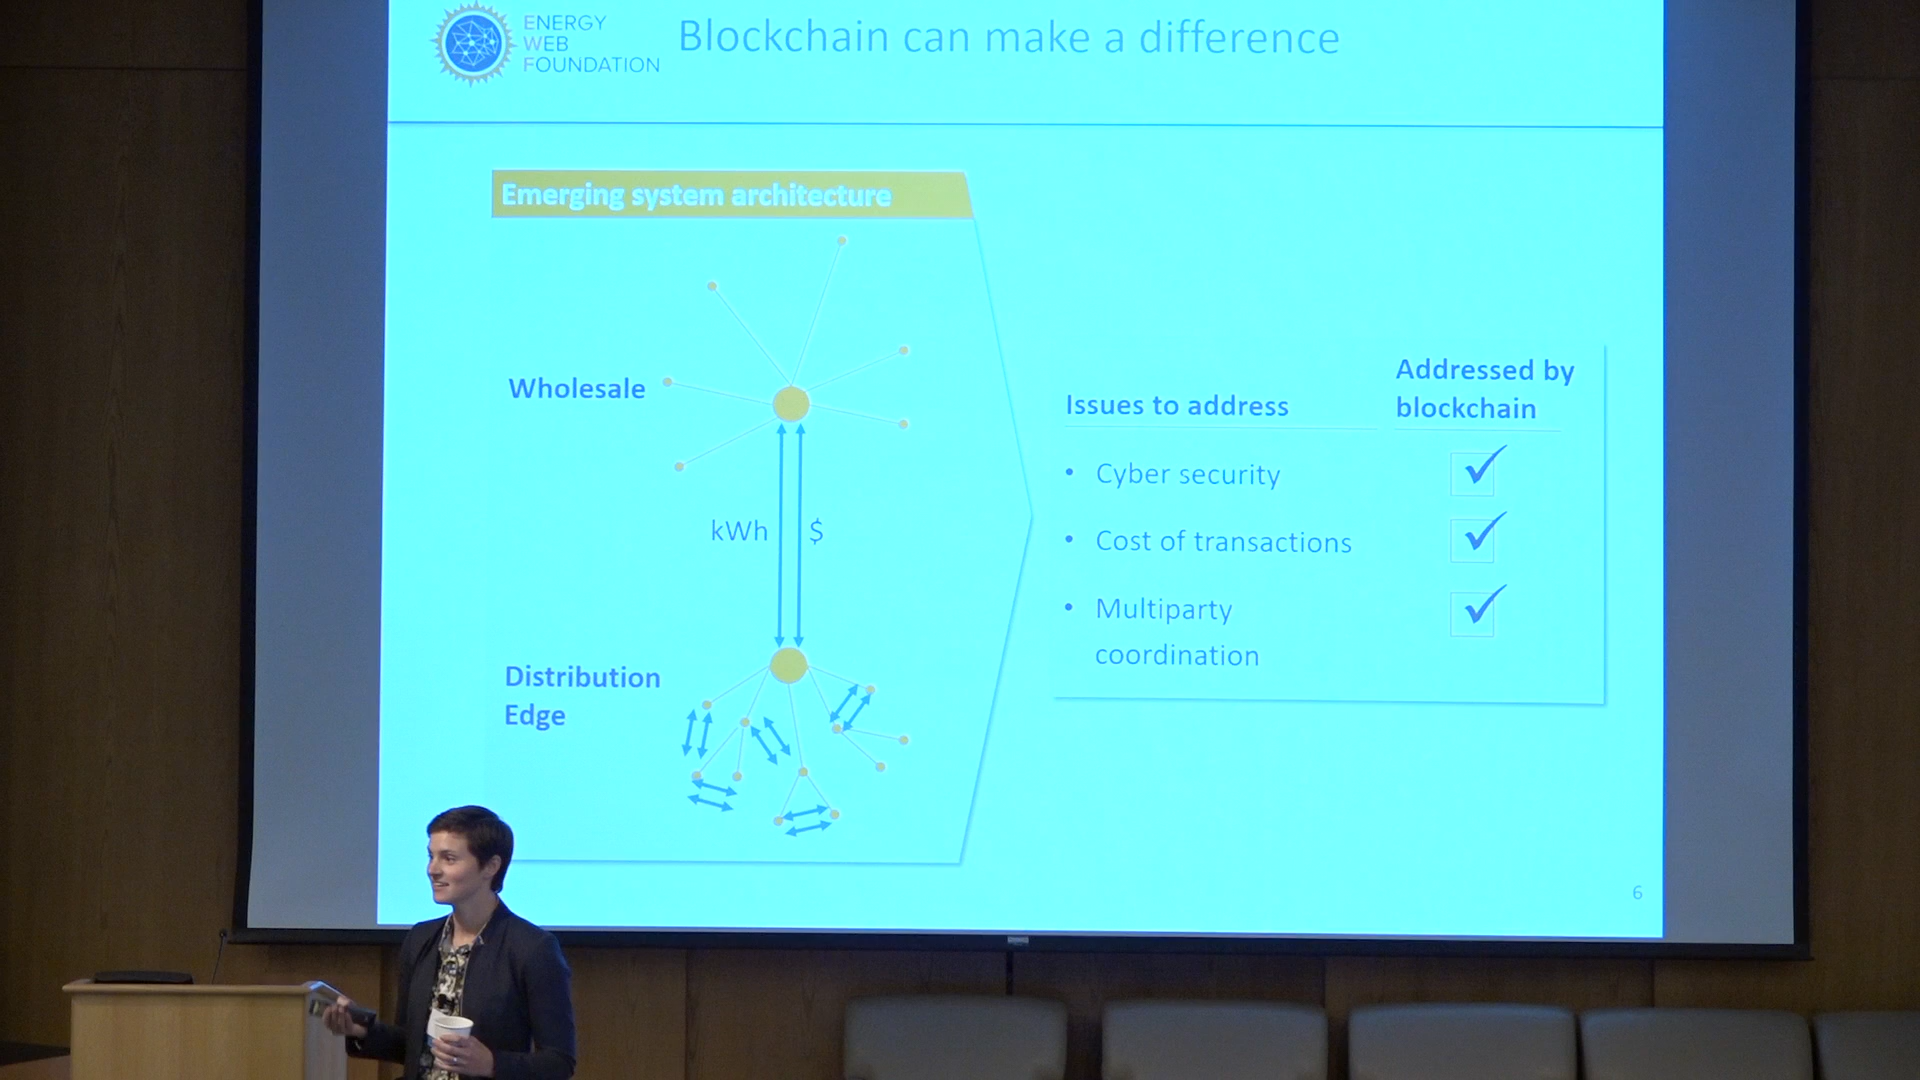 ENERGY
WEB
FOUNDATION
Blockchain can make a difference
Emerging system architecture
Wholesale
kWh
$
Distribution
Edge
Issues to address
Addressed by
blockchain
• Cyber security
• Cost of transactions
• Multiparty
coordination
6